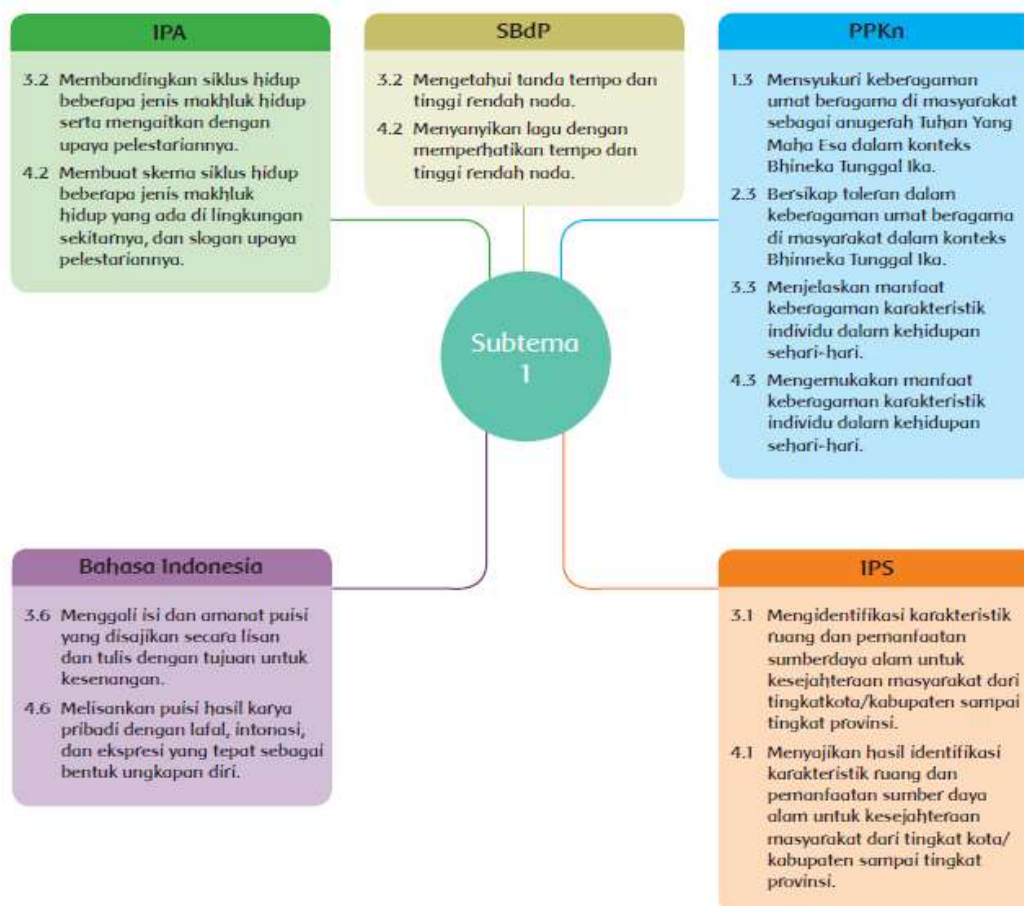 IPA
3.2 Membandingkan siklus hidup
beberapa jenis makhluk hidup
serta mengaitkan dengan
upaya pelestariannya.
4.2 Membuat skema siklus hidup
beberapa jenis makhluk
hidup yang ada di lingkungan
sekitarnya, dan slogan upaya
pelestariannya.
SBdP
3.2 Mengetahui tanda tempo dan
tinggi rendah nada.
4.2 Menyanyikan lagu dengan
memperhatikan tempo dan
tinggi rendah nada.
PPKn
1.3 Mensyukuri keberagaman
umat beragama di masyarakat
sebagai anugerah Tuhan Yang
Maha Esa dalam konteks
Bhineka Tunggal Ika.
2.3 Bersikap toleran dalam
keberagaman umat beragama
di masyarakat dalam konteks
Bhinneka Tunggal Ika.
3.3 Menjelaskan manfaat
keberagaman karakteristik
individu dalam kehidupan
sehari-hari.
4.3 Mengemukakan manfaat
keberagaman karakteristik
individu dalam kehidupan
sehari-hari.
Subtema
1
Bahasa Indonesia
3.6 Menggali isi dan amanat puisi
yang disajikan secara lisan
dan tulis dengan tujuan untuk
kesenangan.
4.6 Melisankan puisi hasil karya
pribadi dengan lafal, intonasi,
dan ekspresi yang tepat sebagai
bentuk ungkapan diri.
IPS
3.1 Mengidentifikasi karakteristik
ruang dan pemanfaatan
sumberdaya alam untuk
kesejahteraan masyarakat dari
tingkatkota/kabupaten sampai
tingkat provinsi.
4.1 Menyajikan hasil identifikasi
karakteristik ruang dan
pemanfaatan sumber daya
alam untuk kesejahteraan
masyarakat dari tingkat kota/
kabupaten sampai tingkat
provinsi.